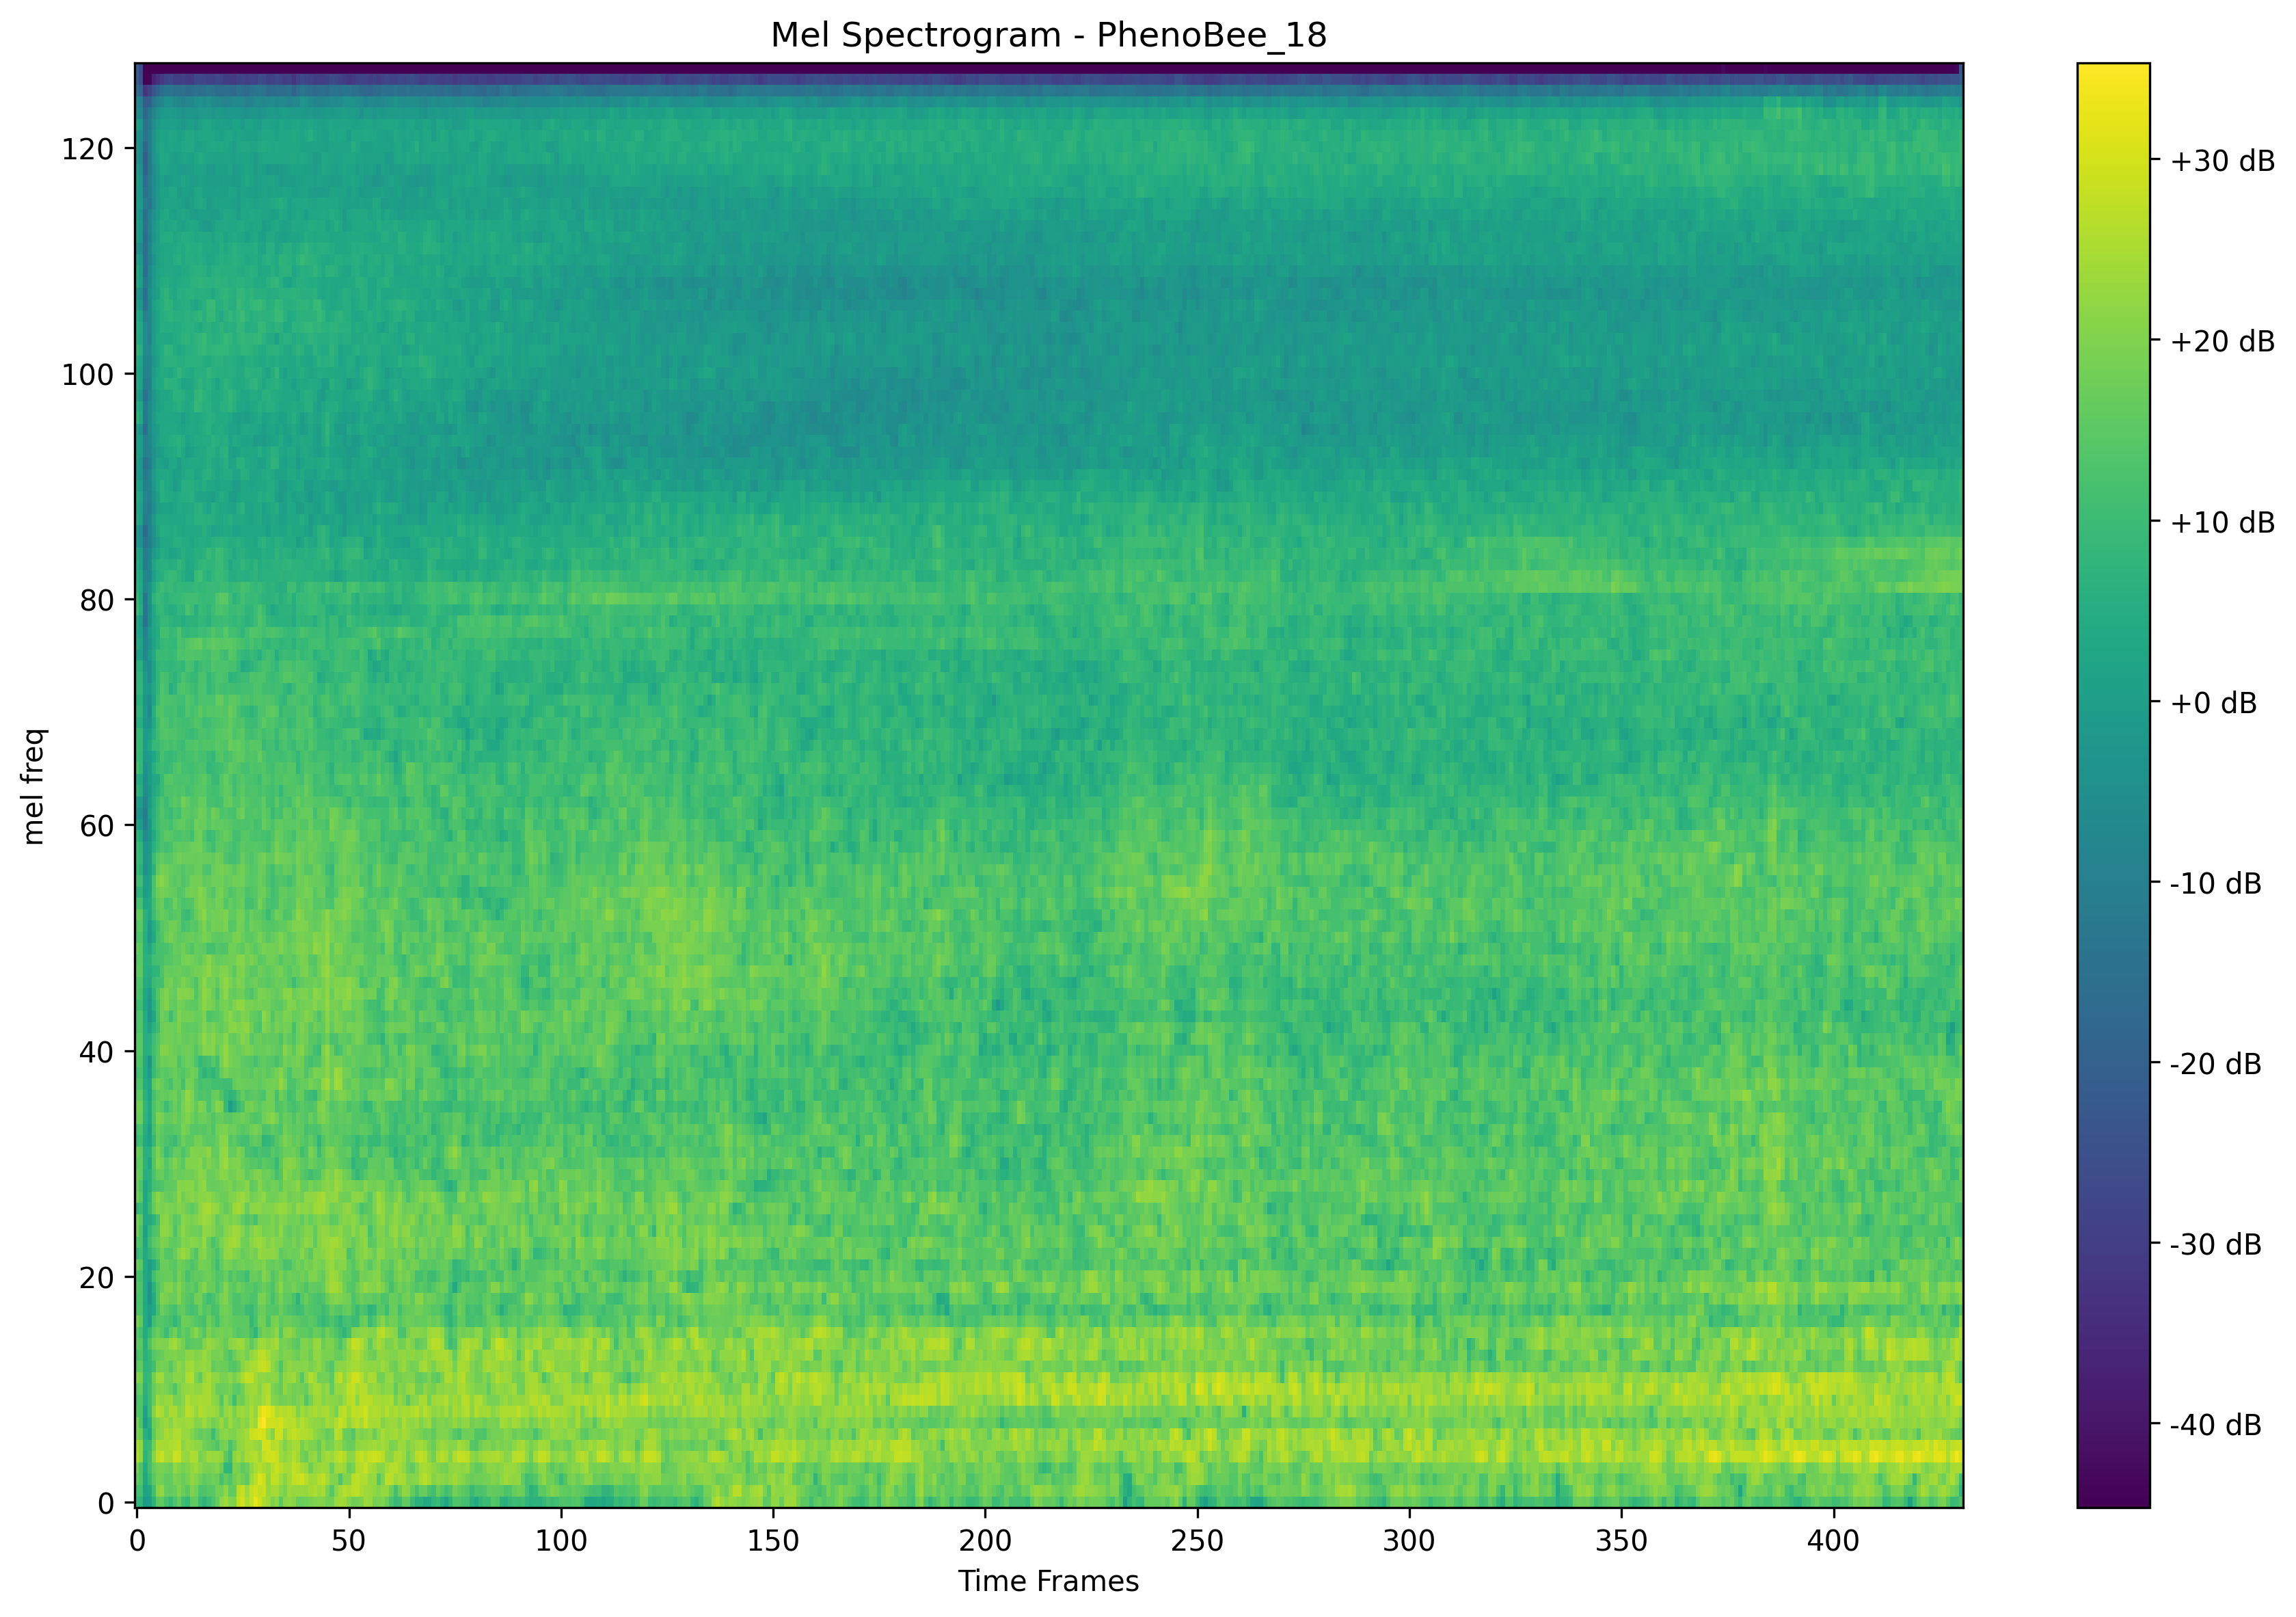 Mel Spectrogram - PhenoBee_18
mel freq
120
100
80
60
40
20
0
0 50 100 150 200 250 300 350 400
Time Frames
+30 dB
+20 dB
+10 dB
+0 dB
-10 dB
-20 dB
-30 dB
-40 dB